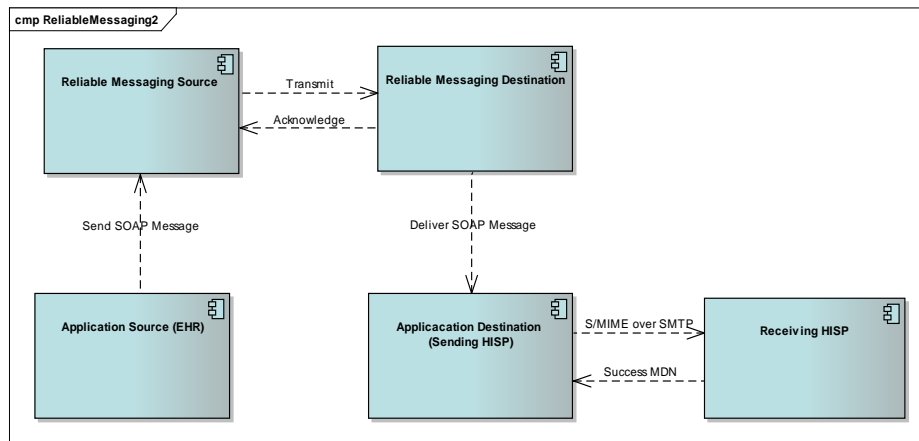 cmp ReliableMessaging2
Reliable Messaging Source
Reliable Messaging Destination
Transmit
Acknowledge
Send SOAP Message
Deliver SOAP Message
Application Source (EHR)
Applicacation Destination
(Sending HISP)
S/MIME over SMTP
Receiving HISP
Success MDN